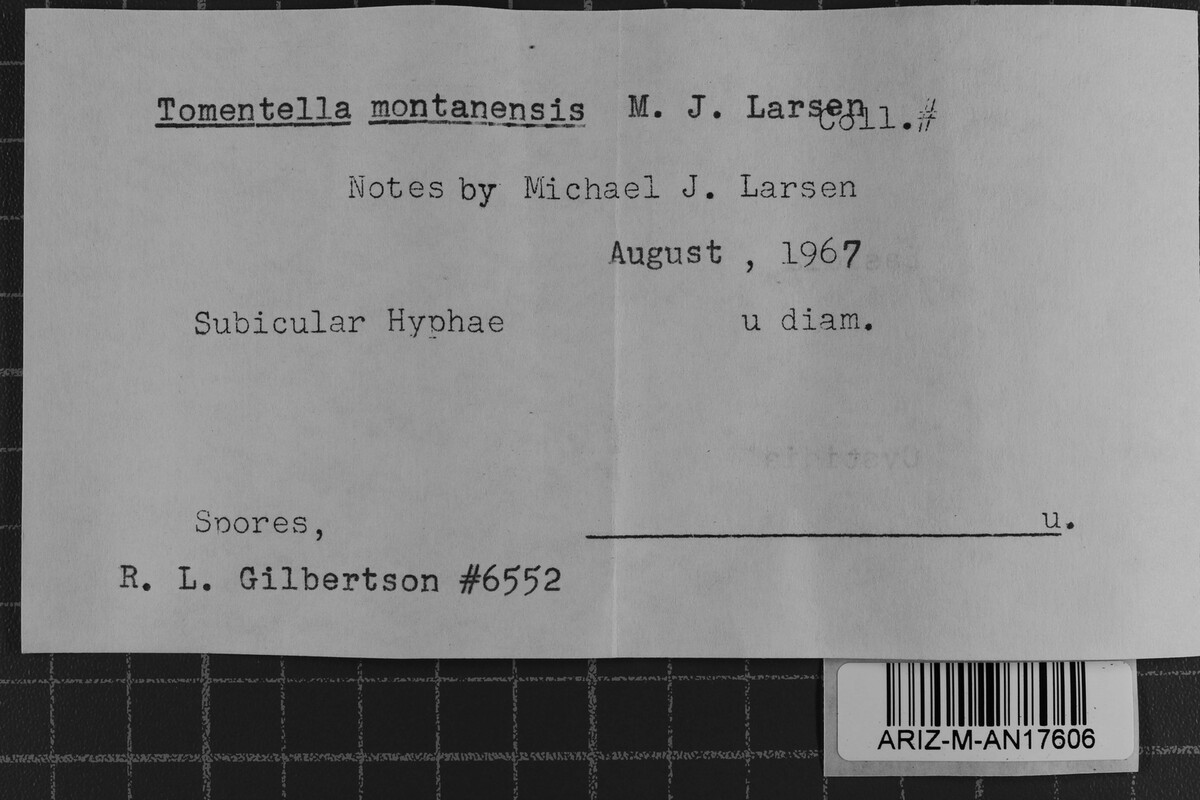 Tomentella montanensis M. J. Larsen Coll.#
Notes by Michael J. Larsen
August , 1967
Subicular Hyphae u diam.
Spores, u.
R. L. Gilbertson #6552
ARIZ-M-AN17606